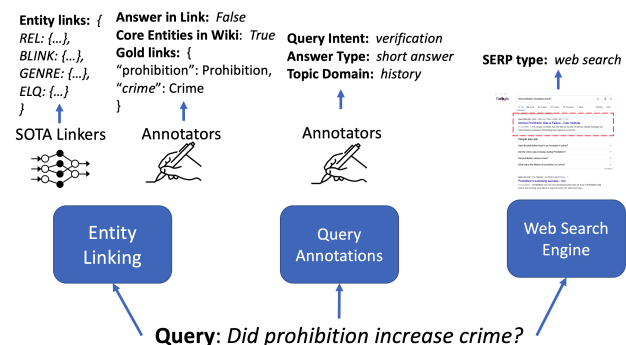 Entity links: {
REL: {…},
BLINK: {…},
GENRE: {…},
ELQ: {…}
}
SOTA Linkers
Answer in Link: False
Core Entities in Wiki: True
Gold links: {
“prohibition”: Prohibition,
“crime”: Crime
}
Annotators
Query Intent: verification
Answer Type: short answer
Topic Domain: history
Annotators
SERP type: web search
Entity
Linking
Query
Annotations
Web Search
Engine
Query: Did prohibition increase crime?